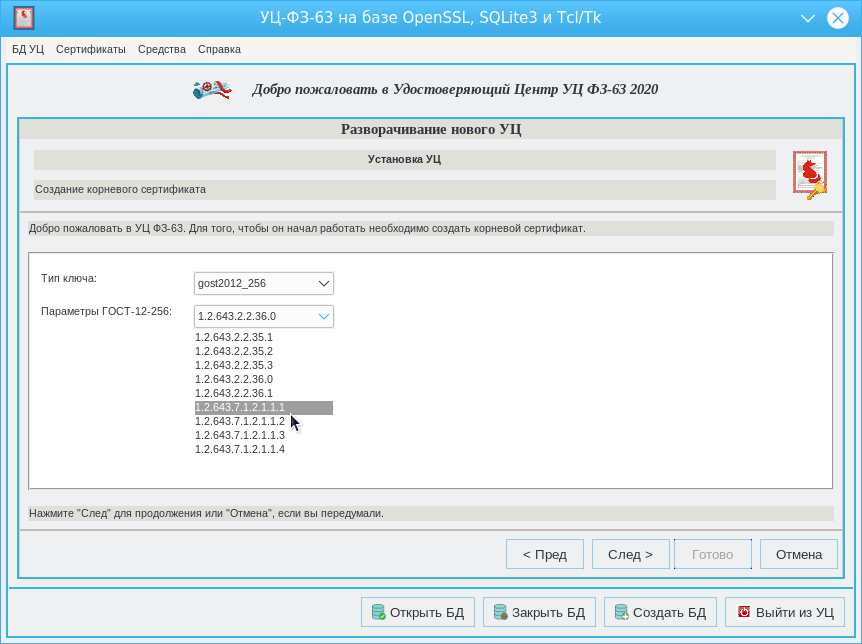 УЦ-ФЗ-63 на базе OpenSSL, SQLite3 и Tcl/Tk
БД УЦ Сертификаты Средства Справка
Добро пожаловать в Удостоверяющий Центр УЦ ФЗ-63 2020
Разворачивание нового УЦ
Установка УЦ
Создание корневого сертификата
Добро пожаловать в УЦ ФЗ-63. Для того, чтобы он начал работать необходимо создать корневой сертификат.
Тип ключа: gost2012_256
Параметры ГОСТ-12-256: 1.2.643.2.2.36.0
1.2.643.2.2.35.1
1.2.643.2.2.35.2
1.2.643.2.2.35.3
1.2.643.2.2.36.0
1.2.643.2.2.36.1
1.2.643.7.1.2.1.1.1
1.2.643.7.1.2.1.1.2
1.2.643.7.1.2.1.1.3
1.2.643.7.1.2.1.1.4
Нажмите "След" для продолжения или "Отмена", если вы передумали.
< Пред След > Готово Отмена
Открыть БД Закрыть БД Создать БД Выйти из УЦ